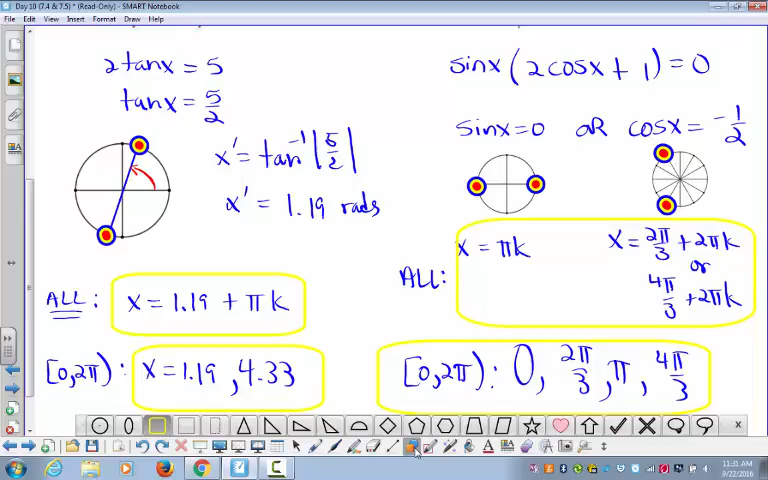 Day 10 (7.4 & 7.5) * (Read-Only) - SMART Notebook
File Edit View Insert Format Draw Help
2tanx = 5
tanx = 5/2
x' = tan⁻¹|5/2|
x' = 1.19 rads
ALL: x = 1.19 + πk
[0,2π): x = 1.19, 4.33
sinx(2cosx + 1) = 0
sinx=0 OR cosx = -1/2
ALL: x = πk
x = 2π/3 + 2πk
or
4π/3 + 2πk
[0,2π): 0, 2π/3, π, 4π/3
11:31 AM
9/22/2016